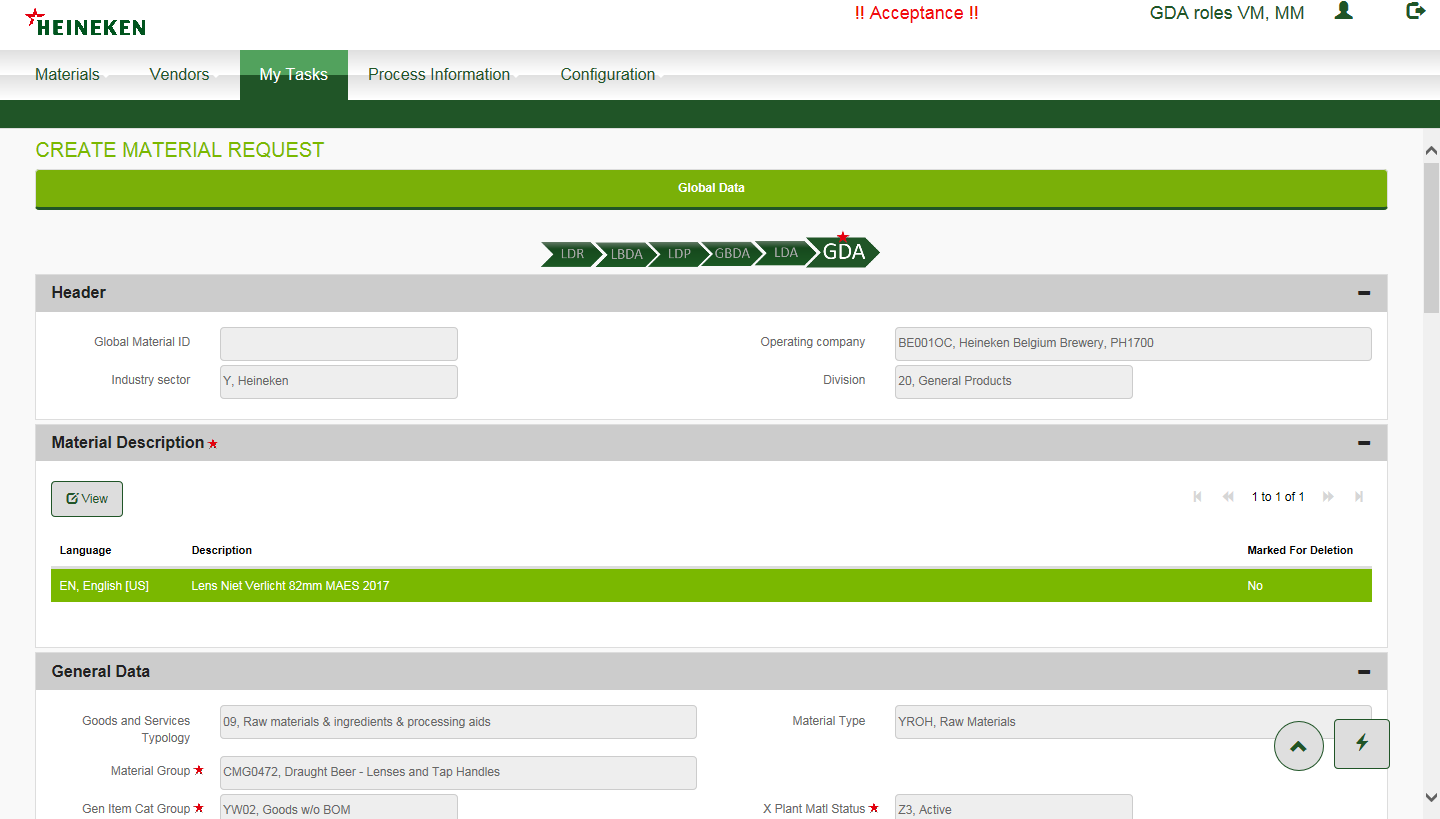 HEINEKEN
!! Acceptance !!
GDA roles VM, MM
Materials
Vendors
My Tasks
Process Information
Configuration
CREATE MATERIAL REQUEST
Global Data
LDR
LBDA
LDP
GBDA
LDA
GDA
Header
Global Material ID
Operating company
BE001OC, Heineken Belgium Brewery, PH1700
Industry sector
Y, Heineken
Division
20, General Products
Material Description
View
1 to 1 of 1
Language
Description
Marked For Deletion
EN, English [US]
Lens Niet Verlicht 82mm MAES 2017
No
General Data
Goods and Services
Typology
09, Raw materials & ingredients & processing aids
Material Type
YROH, Raw Materials
Material Group
CMG0472, Draught Beer - Lenses and Tap Handles
Gen Item Cat Group
YW02, Goods w/o BOM
X Plant Matl Status
Z3, Active